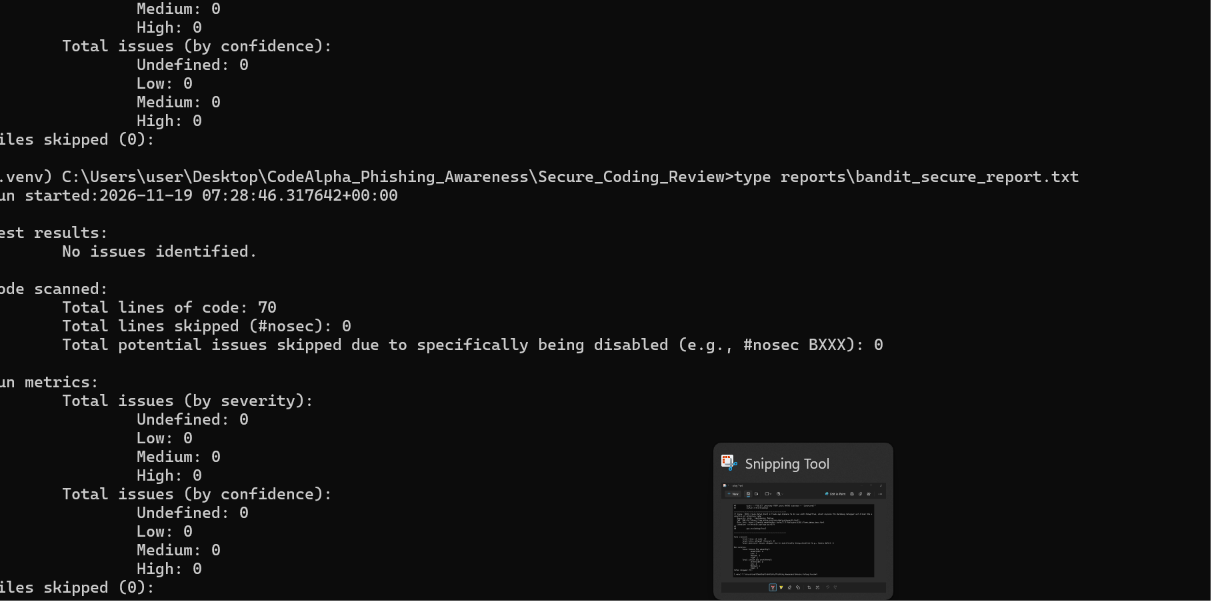 Medium: 0
High: 0
Total issues (by confidence):
Undefined: 0
Low: 0
Medium: 0
High: 0
iles skipped (0):
.venv) C:\Users\user\Desktop\CodeAlpha_Phishing_Awareness\Secure_Coding_Review>type reports\bandit_secure_report.txt
un started:2026-11-19 07:28:46.317642+00:00
est results:
No issues identified.
ode scanned:
Total lines of code: 70
Total lines skipped (#nosec): 0
Total potential issues skipped due to specifically being disabled (e.g., #nosec BXXX): 0
un metrics:
Total issues (by severity):
Undefined: 0
Low: 0
Medium: 0
High: 0
Total issues (by confidence):
Undefined: 0
Low: 0
Medium: 0
High: 0
iles skipped (0):
Snipping Tool